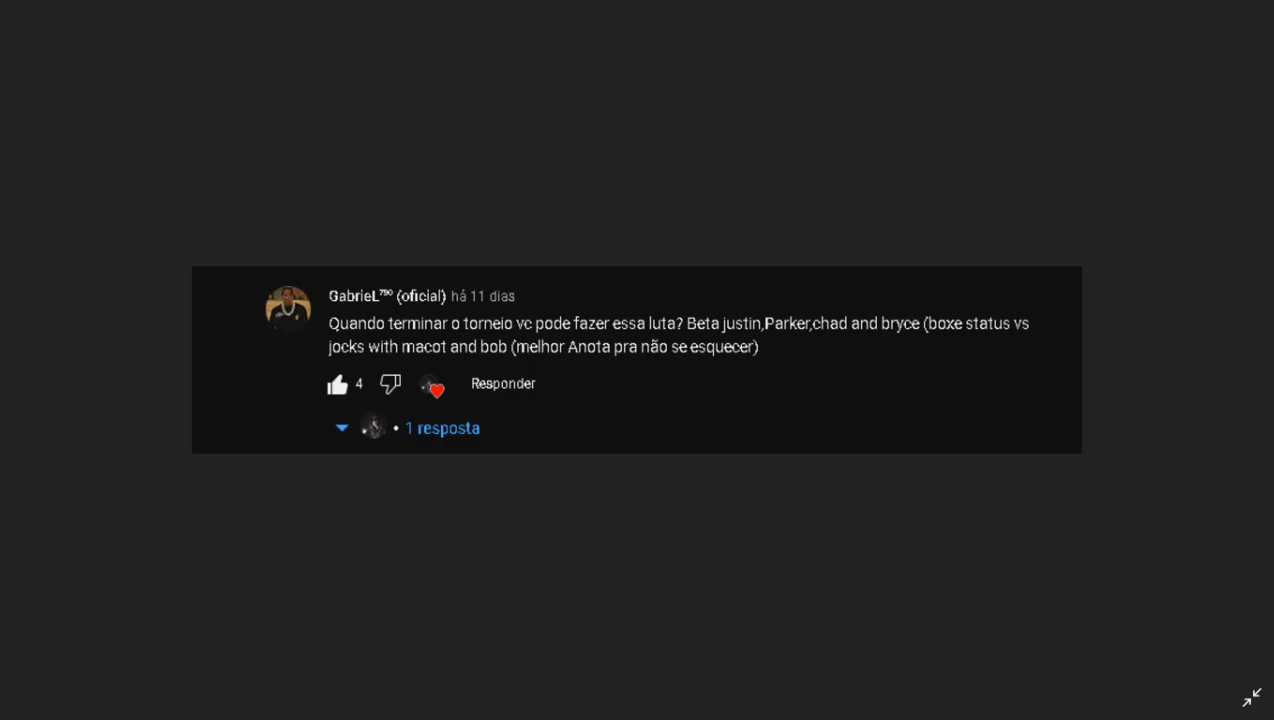 GabrieL⁷⁹⁰ (oficial) há 11 dias
Quando terminar o torneio vc pode fazer essa luta? Beta justin,Parker,chad and bryce (boxe status vs
jocks with macot and bob (melhor Anota pra não se esquecer)
4 Responder
• 1 resposta